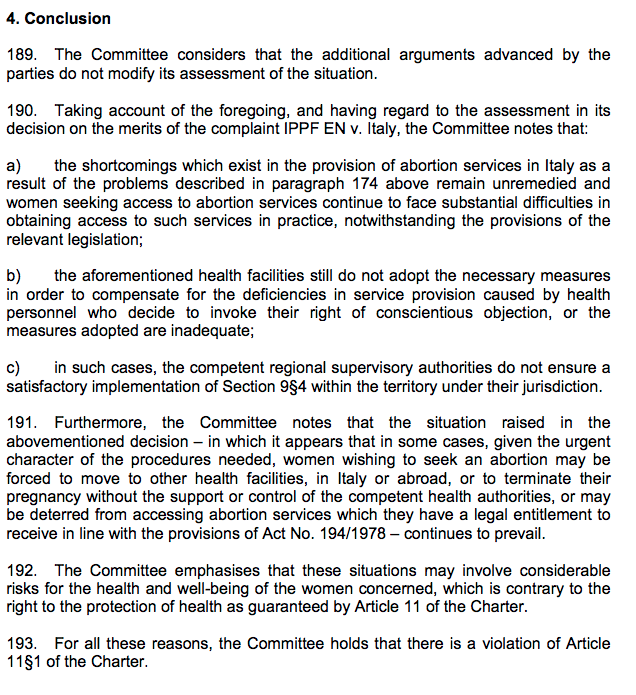 4. Conclusion
189. The Committee considers that the additional arguments advanced by the
parties do not modify its assessment of the situation.
190. Taking account of the foregoing, and having regard to the assessment in its
decision on the merits of the complaint IPPF EN v. Italy, the Committee notes that:
a) the shortcomings which exist in the provision of abortion services in Italy as a
result of the problems described in paragraph 174 above remain unremedied and
women seeking access to abortion services continue to face substantial difficulties in
obtaining access to such services in practice, notwithstanding the provisions of the
relevant legislation;
b) the aforementioned health facilities still do not adopt the necessary measures
in order to compensate for the deficiencies in service provision caused by health
personnel who decide to invoke their right of conscientious objection, or the
measures adopted are inadequate;
c) in such cases, the competent regional supervisory authorities do not ensure a
satisfactory implementation of Section 9§4 within the territory under their jurisdiction.
191. Furthermore, the Committee notes that the situation raised in the
abovementioned decision – in which it appears that in some cases, given the urgent
character of the procedures needed, women wishing to seek an abortion may be
forced to move to other health facilities, in Italy or abroad, or to terminate their
pregnancy without the support or control of the competent health authorities, or may
be deterred from accessing abortion services which they have a legal entitlement to
receive in line with the provisions of Act No. 194/1978 – continues to prevail.
192. The Committee emphasises that these situations may involve considerable
risks for the health and well-being of the women concerned, which is contrary to the
right to the protection of health as guaranteed by Article 11 of the Charter.
193. For all these reasons, the Committee holds that there is a violation of Article
11§1 of the Charter.